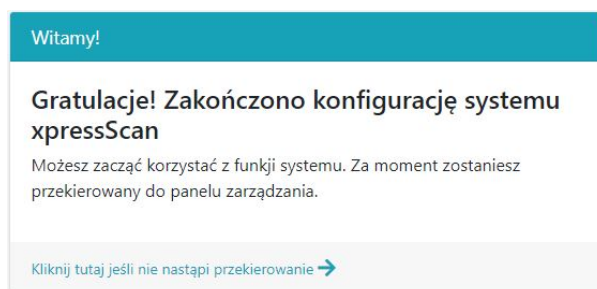 Witamy!
Gratulacje! Zakończono konfigurację systemu
xpressScan
Możesz zacząć korzystać z funkji systemu. Za moment zostaniesz
przekierowany do panelu zarządzania.
Kliknij tutaj jeśli nie nastąpi przekierowanie →